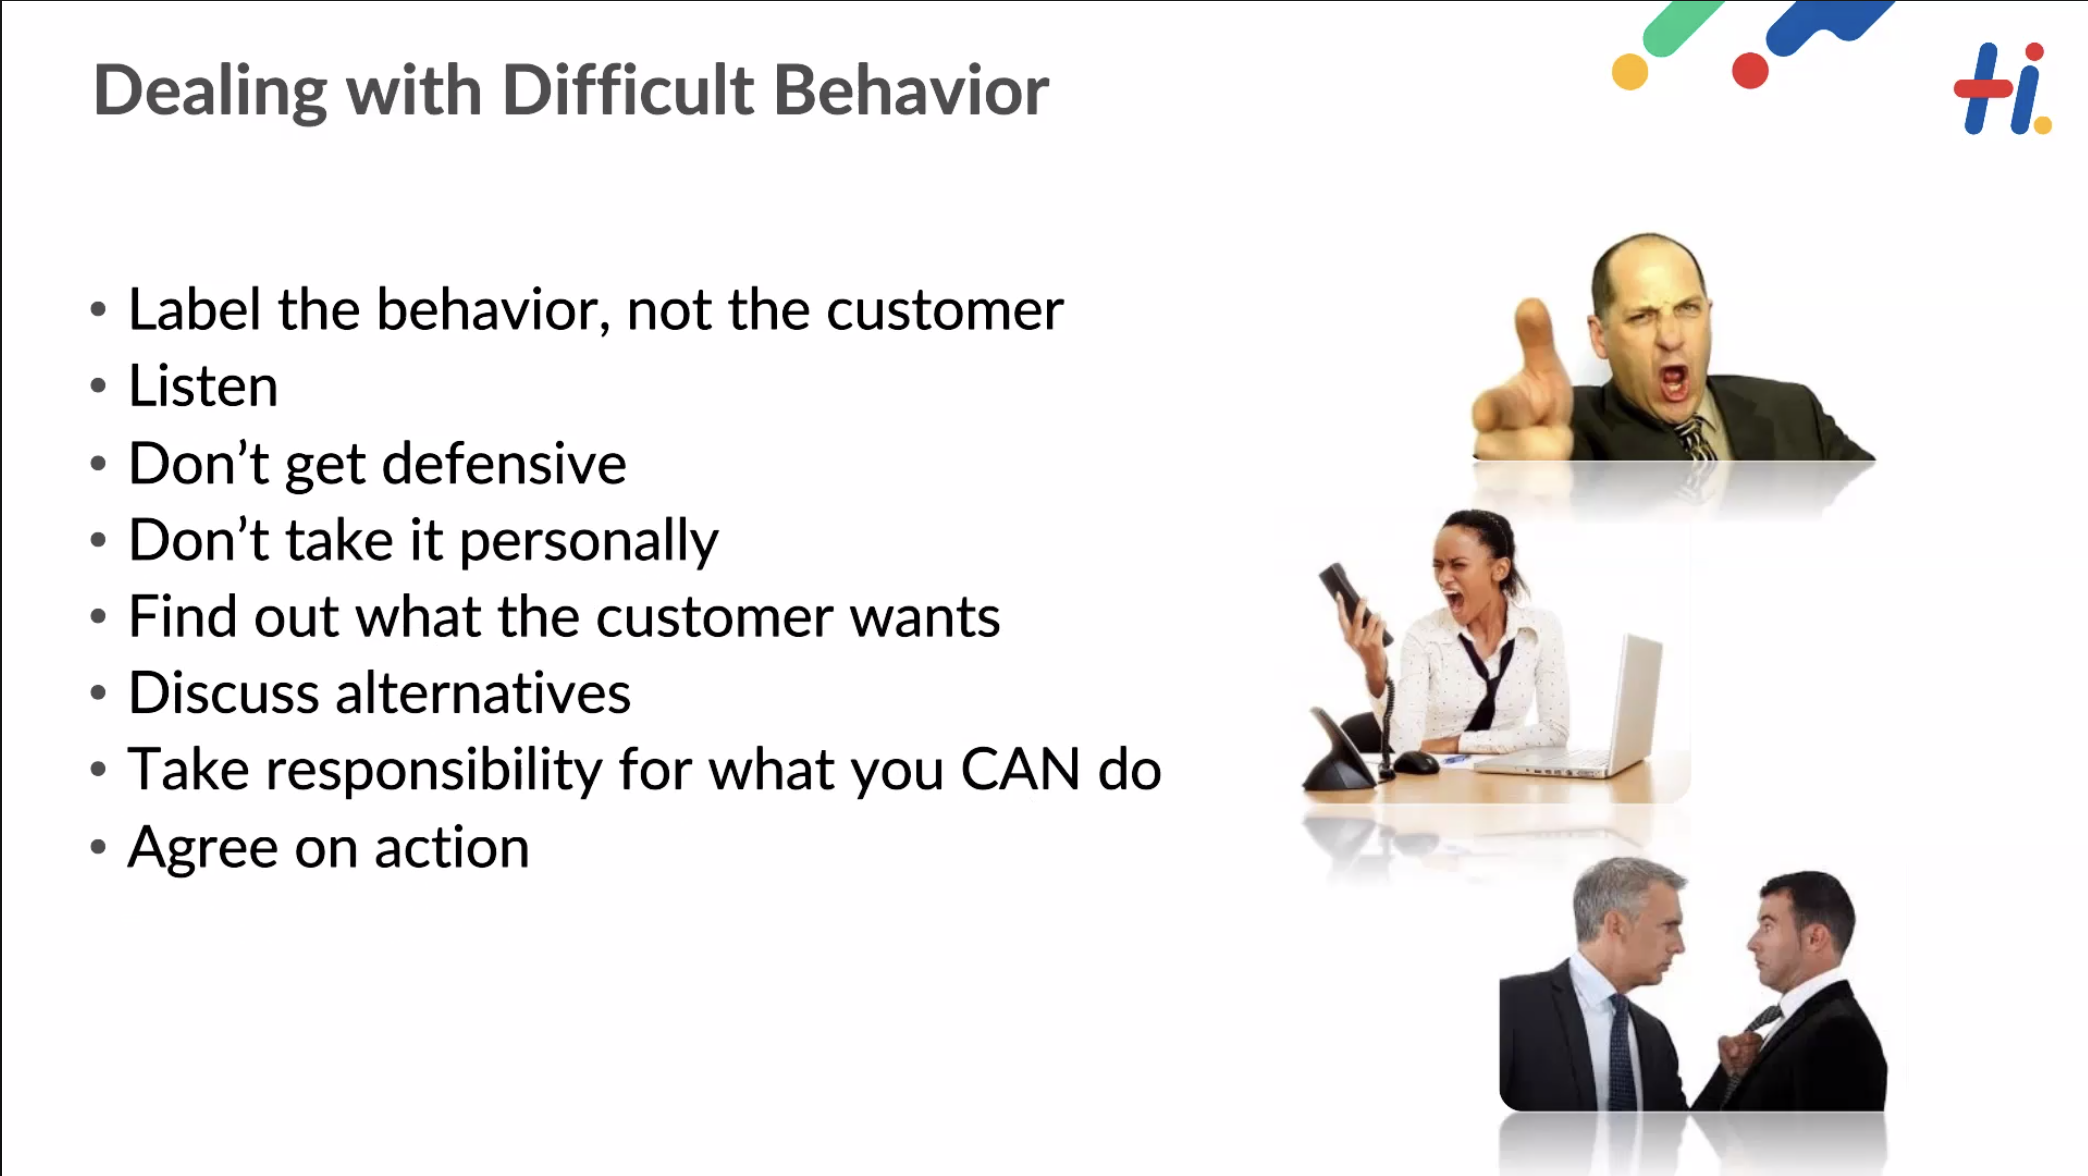 Dealing with Difficult Behavior
Hi.
• Label the behavior, not the customer
• Listen
• Don’t get defensive
• Don’t take it personally
• Find out what the customer wants
• Discuss alternatives
• Take responsibility for what you CAN do
• Agree on action